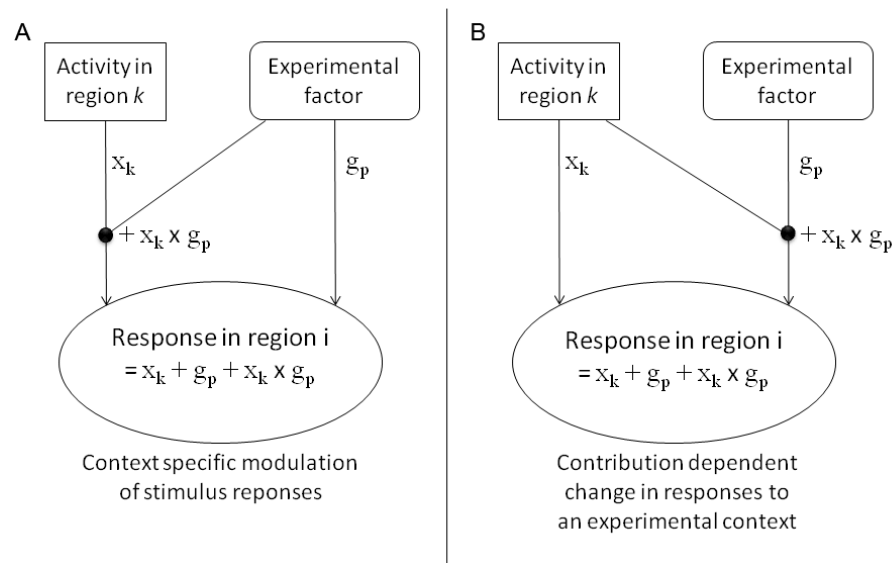 A
Activity in
region k
Experimental
factor
xk
gp
+ xk x gp
Response in region i
= xk + gp + xk x gp
Context specific modulation
of stimulus reponses
B
Activity in
region k
Experimental
factor
xk
gp
+ xk x gp
Response in region i
= xk + gp + xk x gp
Contribution dependent
change in responses to
an experimental context